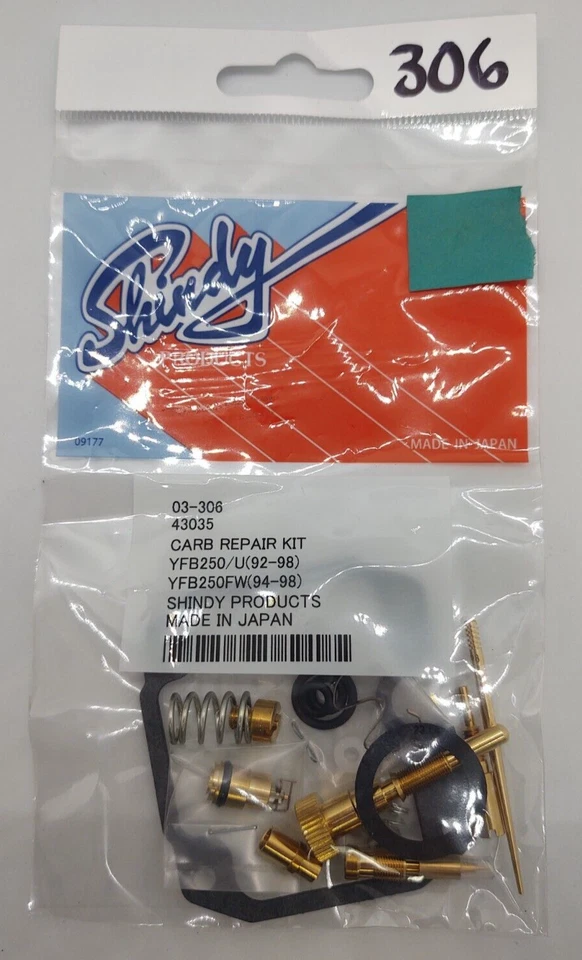 306
Shindy
PRODUCTS
09177
MADE IN JAPAN
03-306
43035
CARB REPAIR KIT
YFB250/U(92-98)
YFB250FW(94-98)
SHINDY PRODUCTS
MADE IN JAPAN